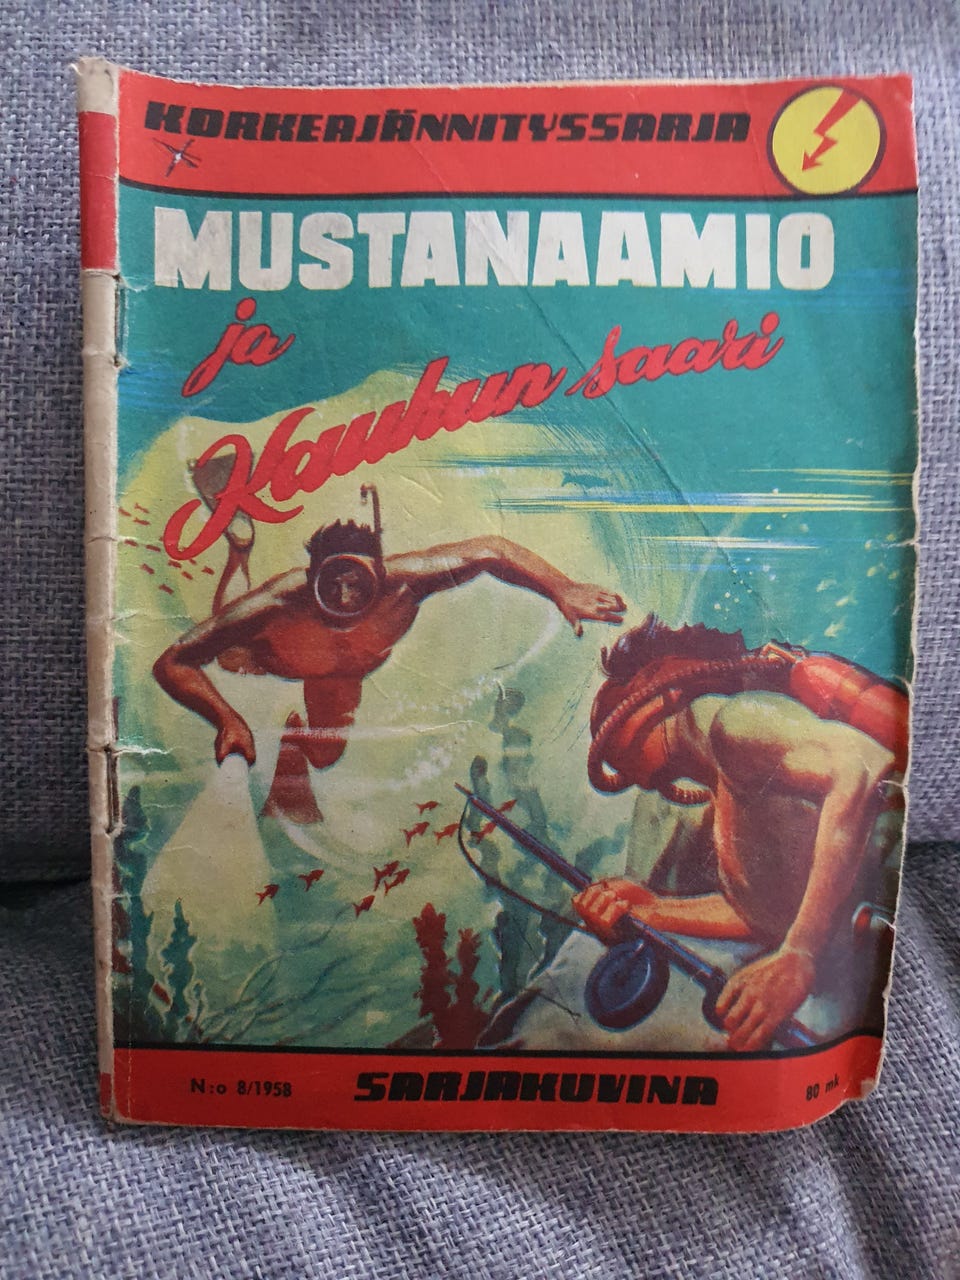 KORKEAJÄNNITYSSARJA
MUSTANAAMIO
ja
Kauhun saari
N:o 8/1958
SARJAKUVINA
80 mk